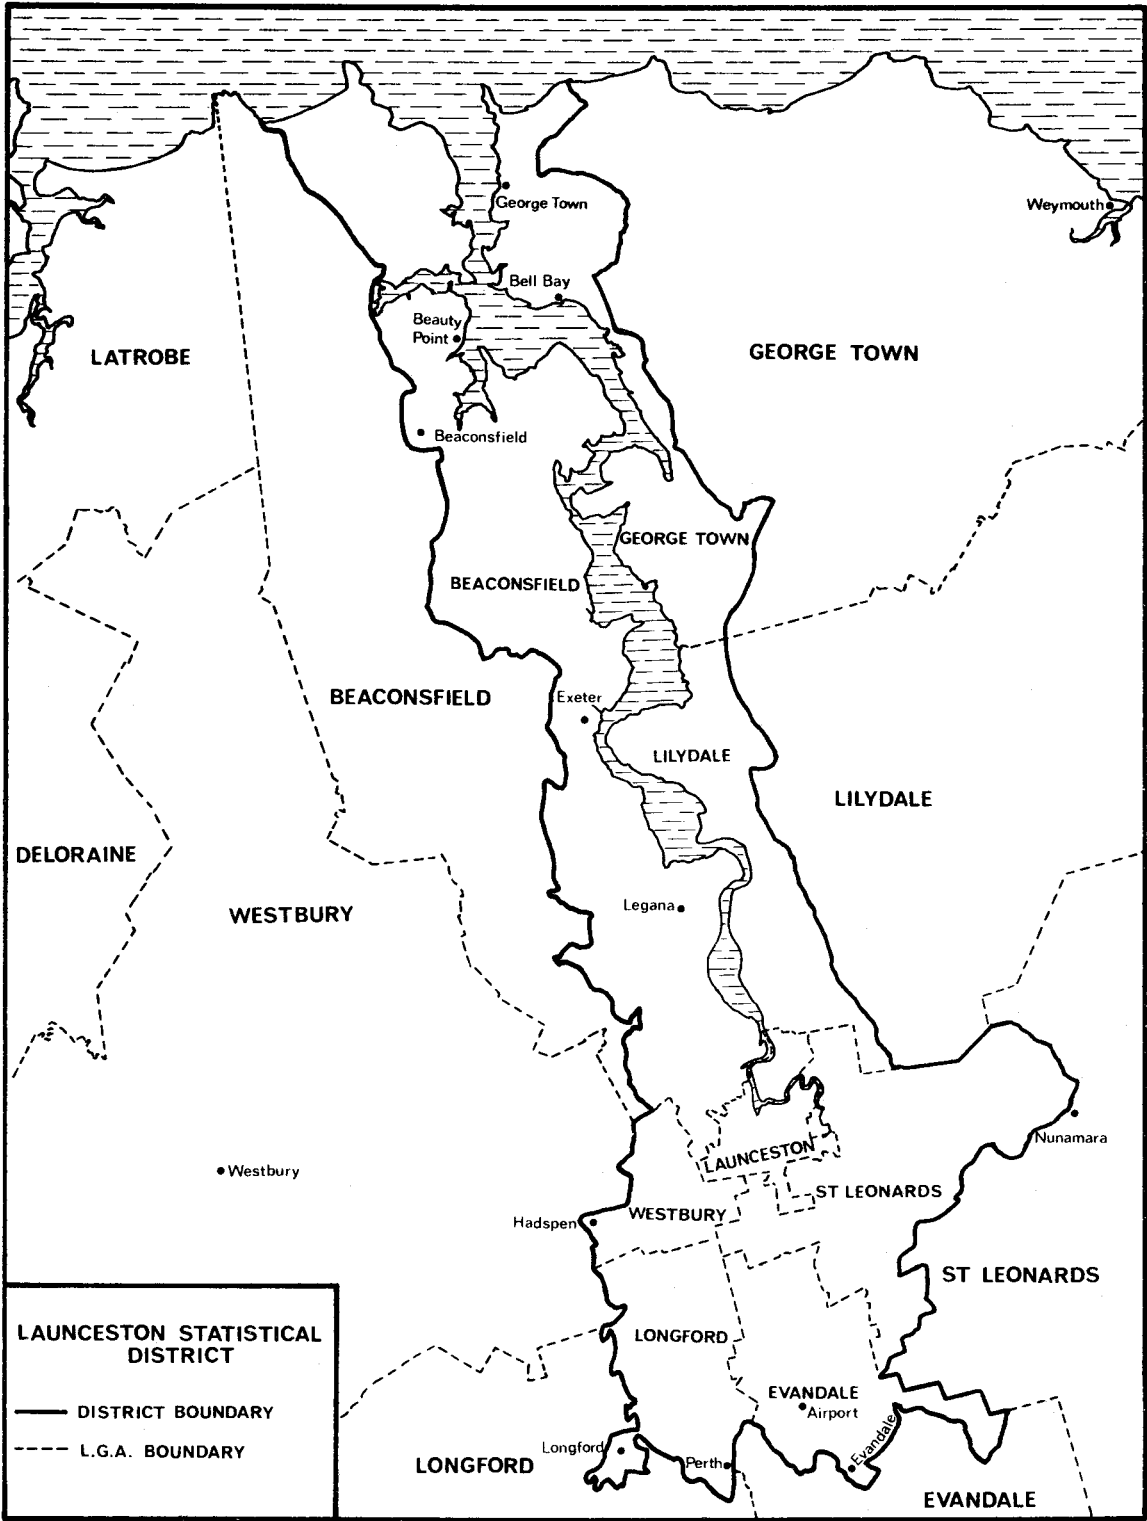 George Town
Weymouth
Bell Bay
Beauty
Point
LATROBE
GEORGE TOWN
Beaconsfield
GEORGE TOWN
BEACONSFIELD
BEACONSFIELD
Exeter
LILYDALE
LILYDALE
DELORAINE
WESTBURY
Legana
Nunamara
LAUNCESTON
Westbury
ST LEONARDS
WESTBURY
Hadspen
ST LEONARDS
LONGFORD
EVANDALE
Airport
Evandale
Longford
Perth
LONGFORD
EVANDALE
LAUNCESTON STATISTICAL
DISTRICT
DISTRICT BOUNDARY
L.G.A. BOUNDARY